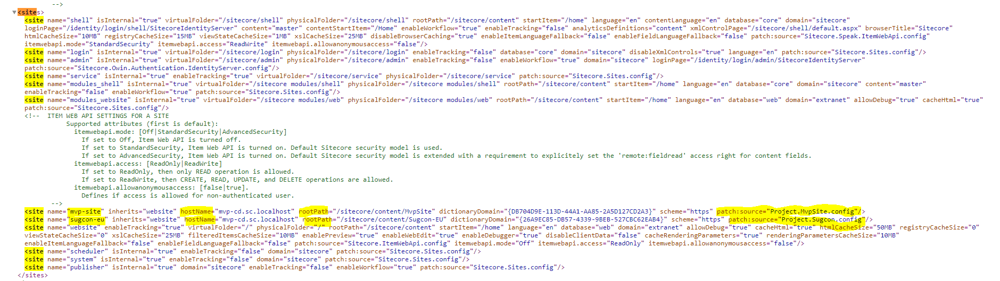 -->
▼<sites>
<site name="shell" isInternal="true" virtualFolder="/sitecore/shell" physicalFolder="/sitecore/shell" rootPath="/sitecore/content" startItem="/home" language="en" contentLanguage="en" database="core" domain="sitecore"
loginPage="/identity/login/shell/SitecoreIdentityServer" content="master" contentStartItem="/Home" enableWorkflow="true" enableTracking="false" analyticsDefinitions="content" xmlControlPage="/sitecore/shell/default.aspx" browserTitle="Sitecore"
htmlCacheSize="10MB" registryCacheSize="15MB" viewStateCacheSize="1MB" xslCacheSize="25MB" disableBrowserCaching="true" enableItemLanguageFallback="false" enableFieldLanguageFallback="false" patch:source="Sitecore.Speak.ItemWebApi.config"
itemwebapi.mode="StandardSecurity" itemwebapi.access="ReadWrite" itemwebapi.allowanonymousaccess="false"/>
<site name="login" isInternal="true" virtualFolder="/sitecore/login" physicalFolder="/sitecore/login" enableTracking="false" database="core" domain="sitecore" disableXmlControls="true" language="en" patch:source="Sitecore.Sites.config"/>
<site name="admin" isInternal="true" virtualFolder="/sitecore/admin" physicalFolder="/sitecore/admin" enableTracking="false" enableWorkflow="true" domain="sitecore" loginPage="/identity/login/admin/SitecoreIdentityServer"
patch:source="Sitecore.Owin.Authentication.IdentityServer.config"/>
<site name="service" isInternal="true" enableTracking="true" virtualFolder="/sitecore/service" physicalFolder="/sitecore/service" patch:source="Sitecore.Sites.config"/>
<site name="modules_shell" isInternal="true" virtualFolder="/sitecore modules/shell" physicalFolder="/sitecore modules/shell" rootPath="/sitecore/content" startItem="/home" language="en" database="core" domain="sitecore" content="master"
enableTracking="false" enableWorkflow="true" patch:source="Sitecore.Sites.config"/>
<site name="modules_website" isInternal="true" virtualFolder="/sitecore modules/web" physicalFolder="/sitecore modules/web" rootPath="/sitecore/content" startItem="/home" language="en" database="web" domain="extranet" allowDebug="true" cacheHtml="true"
patch:source="Sitecore.Sites.config"/>
<!-- ITEM WEB API SETTINGS FOR A SITE
Supported attributes (first is default):
itemwebapi.mode: [Off|StandardSecurity|AdvancedSecurity]
If set to Off, Item Web API is turned off.
If set to StandardSecurity, Item Web API is turned on. Default Sitecore security model is used.
If set to AdvancedSecurity, Item Web API is turned on. Default Sitecore security model is extended with a requirement to explicitely set the 'remote:fieldread' access right for content fields.
itemwebapi.access: [ReadOnly|ReadWrite]
If set to ReadOnly, then only READ operation is allowed.
If set to ReadWrite, then CREATE, READ, UPDATE, and DELETE operations are allowed.
itemwebapi.allowanonymousaccess: [false|true].
Defines if access is allowed for non-authenticated user.
-->
<site name="mvp-site" inherits="website" hostName="mvp-cd.sc.localhost" rootPath="/sitecore/content/MvpSite" dictionaryDomain="{DB704D9E-113D-44A1-AA85-2A5D127CD2A3}" scheme="https" patch:source="Project.MvpSite.config"/>
<site name="sugcon-eu" inherits="website" hostName="mvp-cd.sc.localhost" rootPath="/sitecore/content/Sugcon-EU" dictionaryDomain="{26A9EC85-DB57-4339-9BEB-527CBC62EAB4}" scheme="https" patch:source="Project.Sugcon.config"/>
<site name="website" enableTracking="true" virtualFolder="/" physicalFolder="/" rootPath="/sitecore/content" startItem="/home" language="en" database="web" domain="extranet" allowDebug="true" cacheHtml="true" htmlCacheSize="50MB" registryCacheSize="0"
viewStateCacheSize="0" xslCacheSize="25MB" filteredItemsCacheSize="10MB" enablePreview="true" enableWebEdit="true" enableDebugger="true" disableClientData="false" cacheRenderingParameters="true" renderingParametersCacheSize="10MB"
enableItemLanguageFallback="false" enableFieldLanguageFallback="false" patch:source="Sitecore.ItemWebApi.config" itemwebapi.mode="Off" itemwebapi.access="ReadOnly" itemwebapi.allowanonymousaccess="false"/>
<site name="scheduler" isInternal="true" enableTracking="false" domain="sitecore" patch:source="Sitecore.Sites.config"/>
<site name="system" isInternal="true" enableTracking="false" domain="sitecore" patch:source="Sitecore.Sites.config"/>
<site name="publisher" isInternal="true" domain="sitecore" enableTracking="false" enableWorkflow="true" patch:source="Sitecore.Sites.config"/>
</sites>